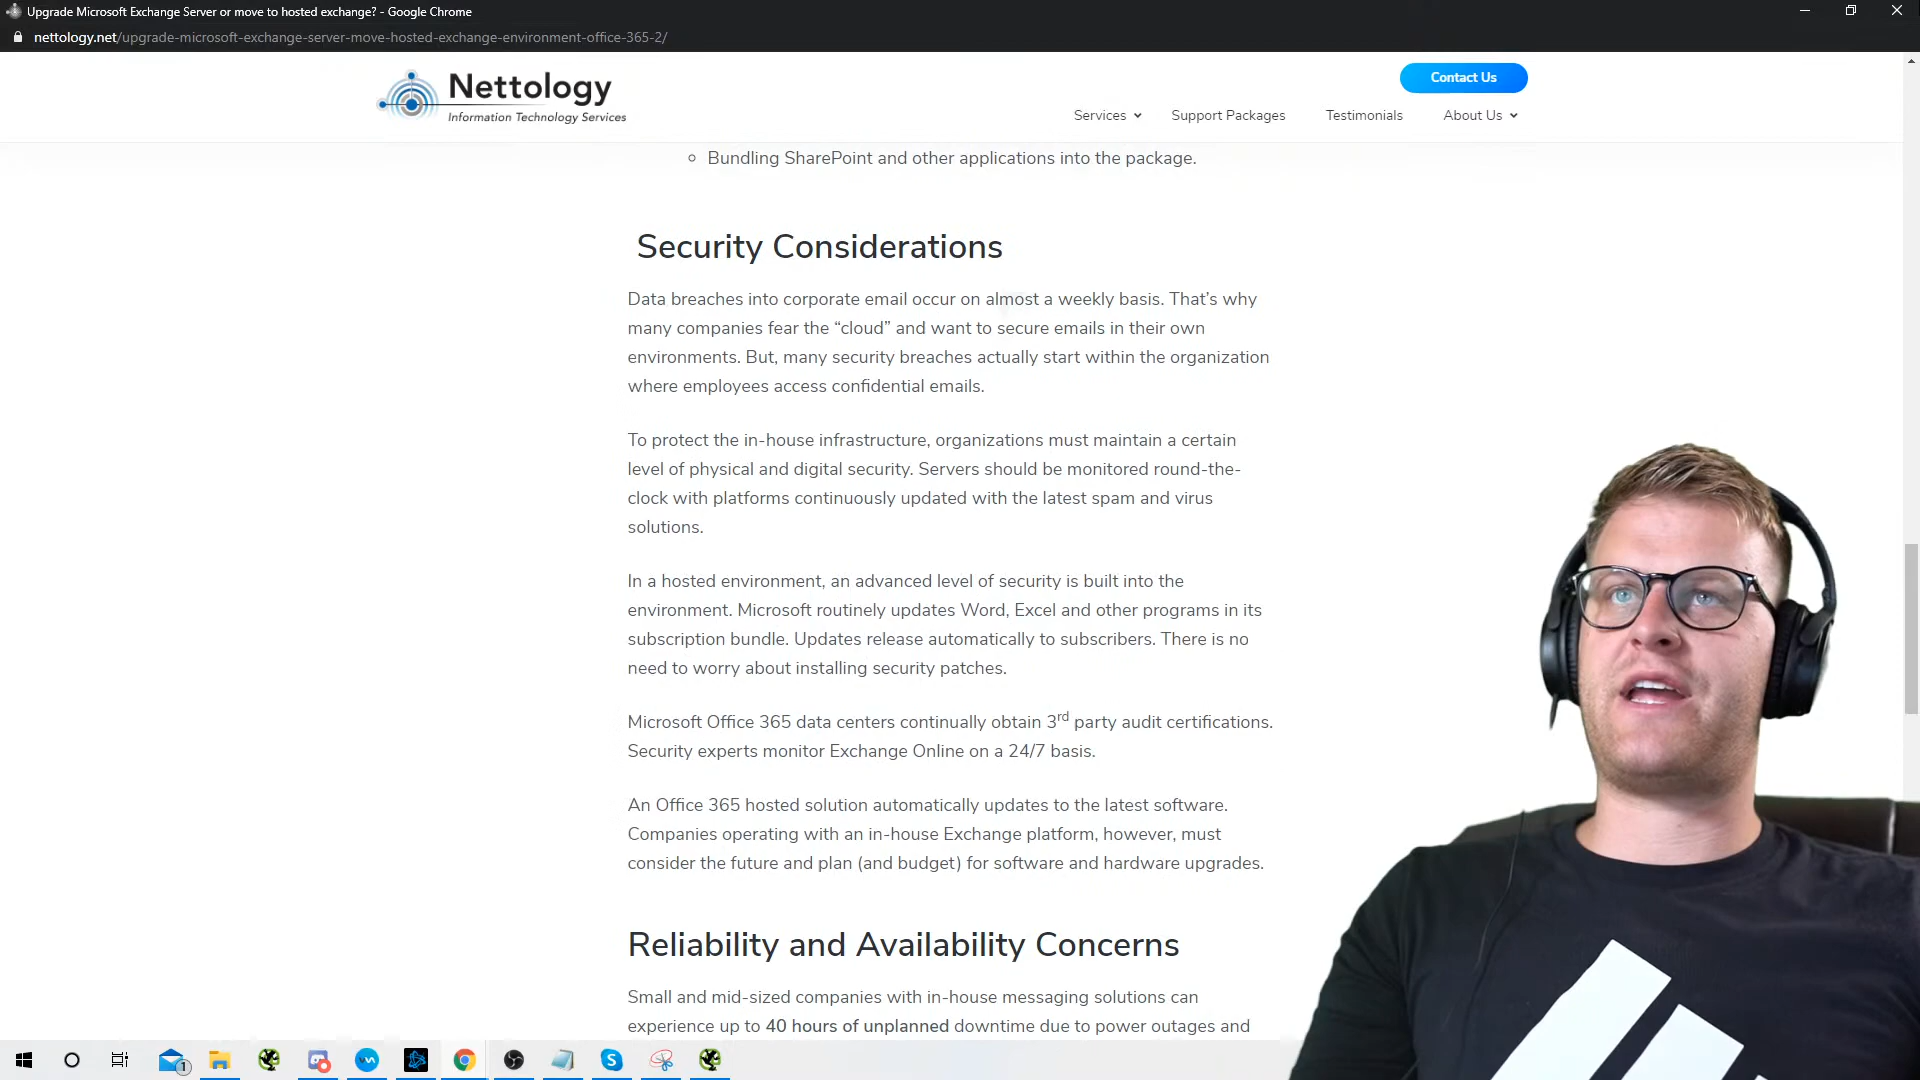 Upgrade Microsoft Exchange Server or move to hosted exchange? - Google Chrome
nettology.net/upgrade-microsoft-exchange-server-move-hosted-exchange-environment-office-365-2/
Nettology
Information Technology Services
Contact Us
Services
Support Packages
Testimonials
About Us
Bundling SharePoint and other applications into the package.
Security Considerations
Data breaches into corporate email occur on almost a weekly basis. That’s why
many companies fear the “cloud” and want to secure emails in their own
environments. But, many security breaches actually start within the organization
where employees access confidential emails.
To protect the in-house infrastructure, organizations must maintain a certain
level of physical and digital security. Servers should be monitored round-the-
clock with platforms continuously updated with the latest spam and virus
solutions.
In a hosted environment, an advanced level of security is built into the
environment. Microsoft routinely updates Word, Excel and other programs in its
subscription bundle. Updates release automatically to subscribers. There is no
need to worry about installing security patches.
Microsoft Office 365 data centers continually obtain 3rd party audit certifications.
Security experts monitor Exchange Online on a 24/7 basis.
An Office 365 hosted solution automatically updates to the latest software.
Companies operating with an in-house Exchange platform, however, must
consider the future and plan (and budget) for software and hardware upgrades.
Reliability and Availability Concerns
Small and mid-sized companies with in-house messaging solutions can
experience up to 40 hours of unplanned downtime due to power outages and
1